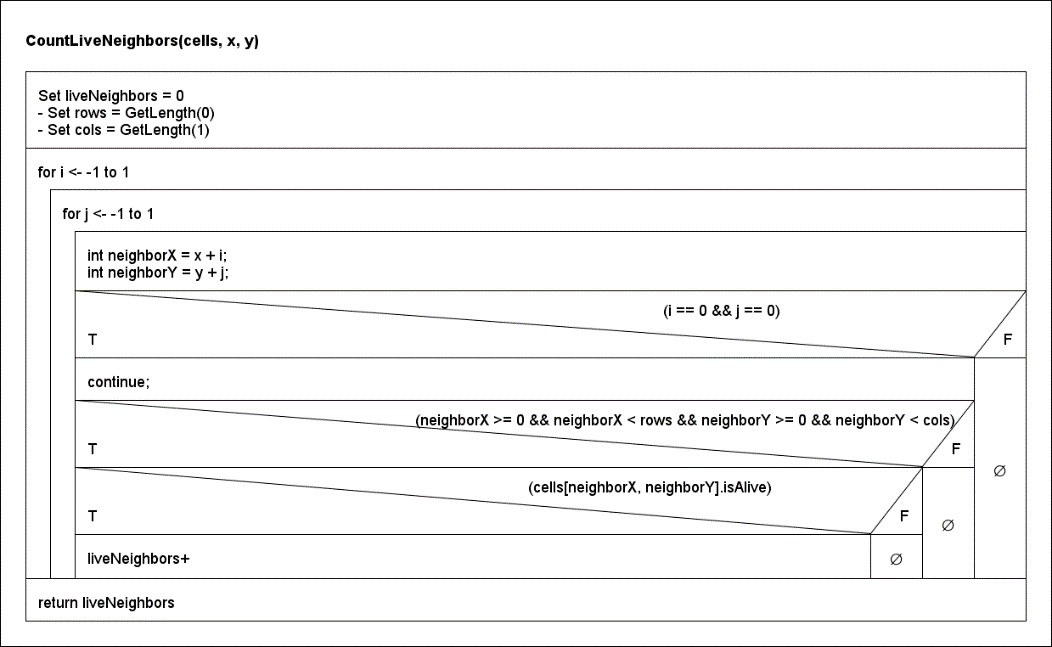 CountLiveNeighbors(cells, x, y)
Set liveNeighbors = 0
- Set rows = GetLength(0)
- Set cols = GetLength(1)
for i <- -1 to 1
for j <- -1 to 1
int neighborX = x + i;
int neighborY = y + j;
(i == 0 && j == 0)
T
F
continue;
(neighborX >= 0 && neighborX < rows && neighborY >= 0 && neighborY < cols)
T
F
∅
(cells[neighborX, neighborY].isAlive)
T
F
∅
liveNeighbors+
∅
return liveNeighbors